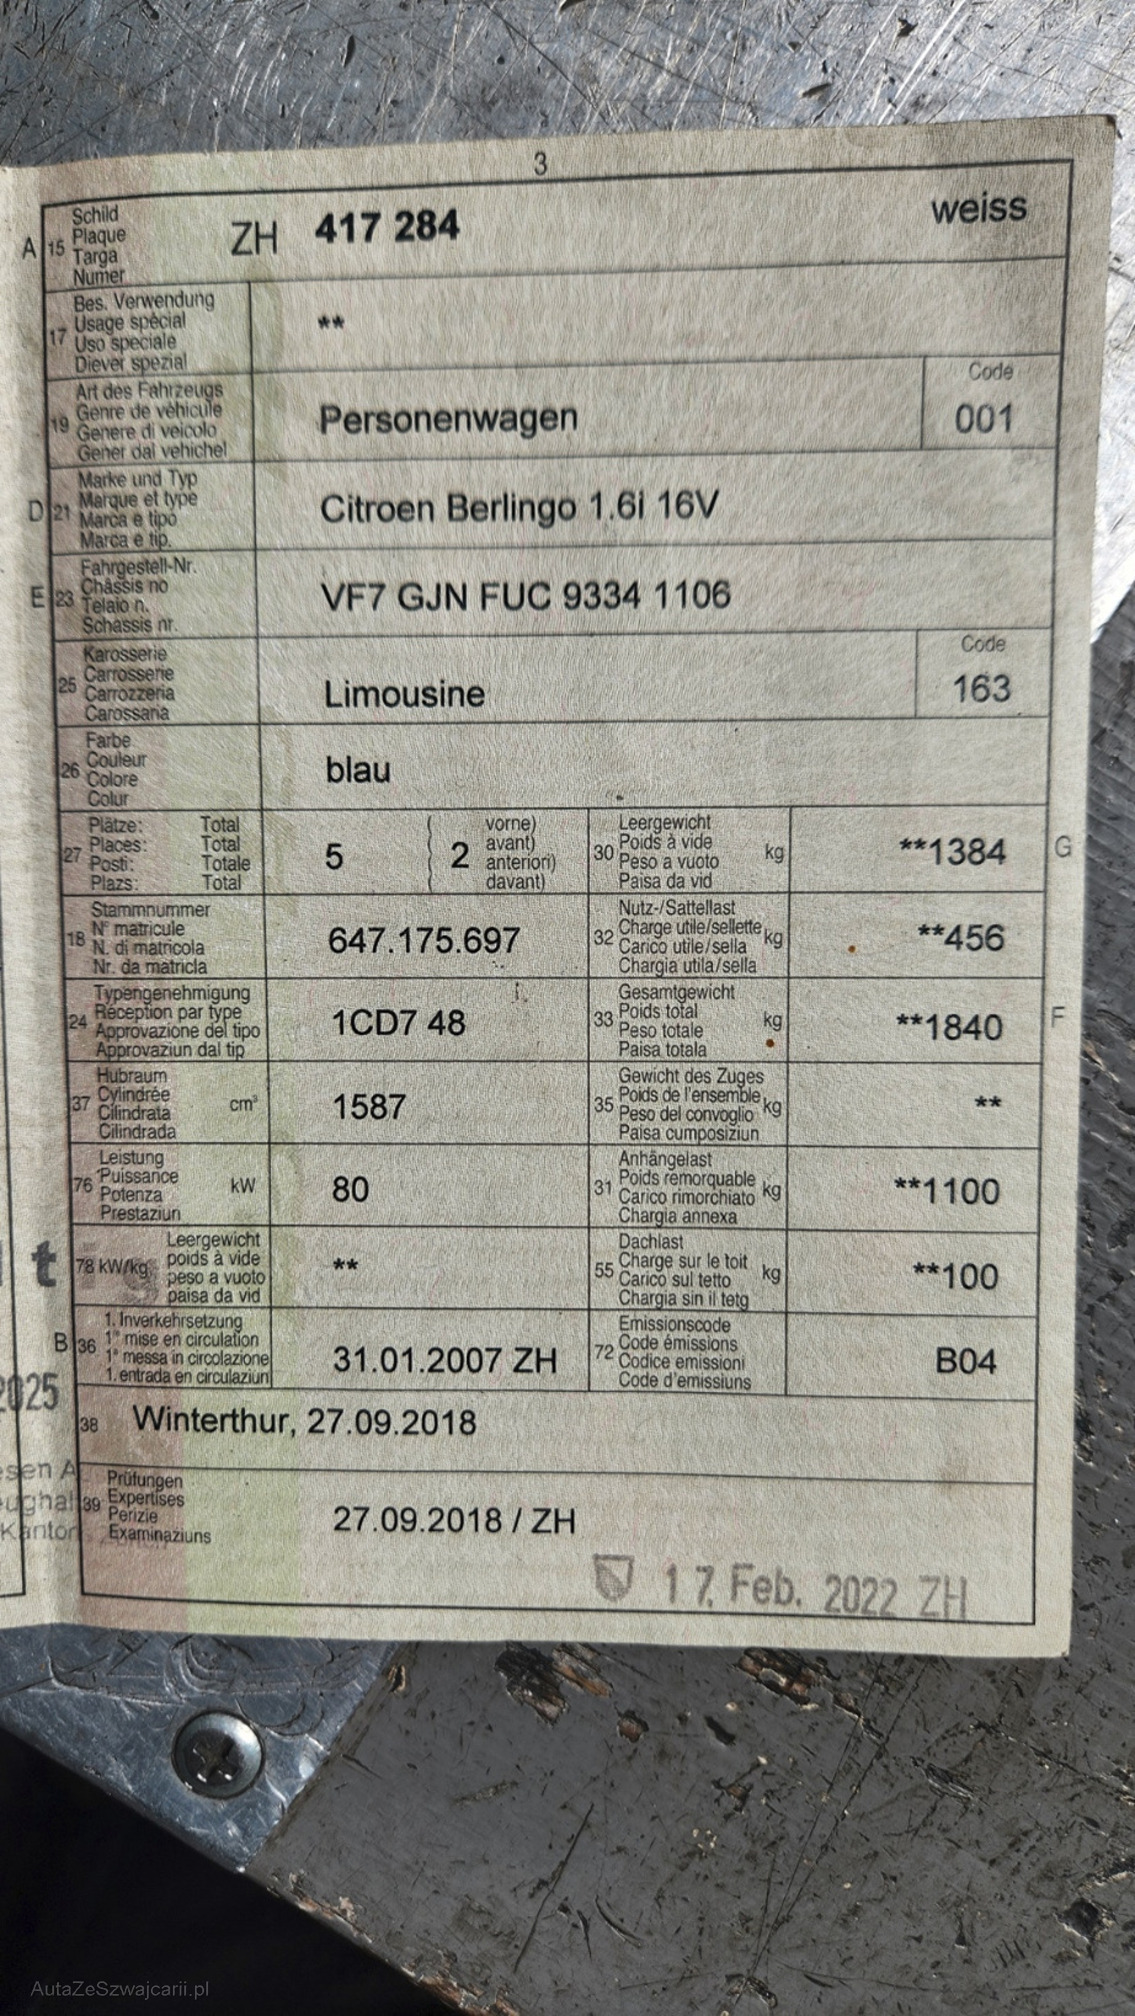 3
A 15 Schild
Plaque
Targa
Numer
ZH 417 284 weiss
17 Bes. Verwendung
Usage spécial
Uso speciale
Diever spezial
**
19 Art des Fahrzeugs
Genre de véhicule
Genere di veicolo
Gener dal vehichel
Personenwagen
Code
001
D 21 Marke und Typ
Marque et type
Marca e tipo
Marca e tip.
Citroen Berlingo 1.6i 16V
E 23 Fahrgestell-Nr.
Châssis no
Telaio n.
Schassis nr.
VF7 GJN FUC 9334 1106
25 Karosserie
Carrosserie
Carrozzeria
Carossaria
Limousine
Code
163
26 Farbe
Couleur
Colore
Colur
blau
27 Plätze: Total
Places: Total
Posti: Totale
Plazs: Total
5 ( 2 vorne)
avant)
anteriori)
davant)
30 Leergewicht
Poids à vide
Peso a vuoto
Paisa da vid
kg **1384 G
18 Stammnummer
N° matricule
N. di matricola
Nr. da matricla
647.175.697
32 Nutz-/Sattellast
Charge utile/sellette
Carico utile/sella
Chargia utila/sella
kg **456
24 Typengenehmigung
Réception par type
Approvazione del tipo
Approvaziun dal tip
1CD7 48
33 Gesamtgewicht
Poids total
Peso totale
Paisa totala
kg **1840 F
37 Hubraum
Cylindrée
Cilindrata
Cilindrada
cm³ 1587
35 Gewicht des Zuges
Poids de l'ensemble
Peso del convoglio
Paisa cumposiziun
kg **
76 Leistung
Puissance
Potenza
Prestaziun
kW 80
31 Anhängelast
Poids remorquable
Carico rimorchiato
Chargia annexa
kg **1100
78 kW/kg Leergewicht
poids à vide
peso a vuoto
paisa da vid
**
55 Dachlast
Charge sur le toit
Carico sul tetto
Chargia sin il tetg
kg **100
B 36 1. Inverkehrsetzung
1re mise en circulation
1a messa in circolazione
1. entrada en circulaziun
31.01.2007 ZH
72 Emissionscode
Code émissions
Codice emissioni
Code d'emissiuns
B04
2025
38 Winterthur, 27.09.2018
39 Prüfungen
Expertises
Perizie
Examinaziuns
27.09.2018 / ZH
Kanton
17. Feb. 2022 ZH
AutaZeSzwajcarii.pl